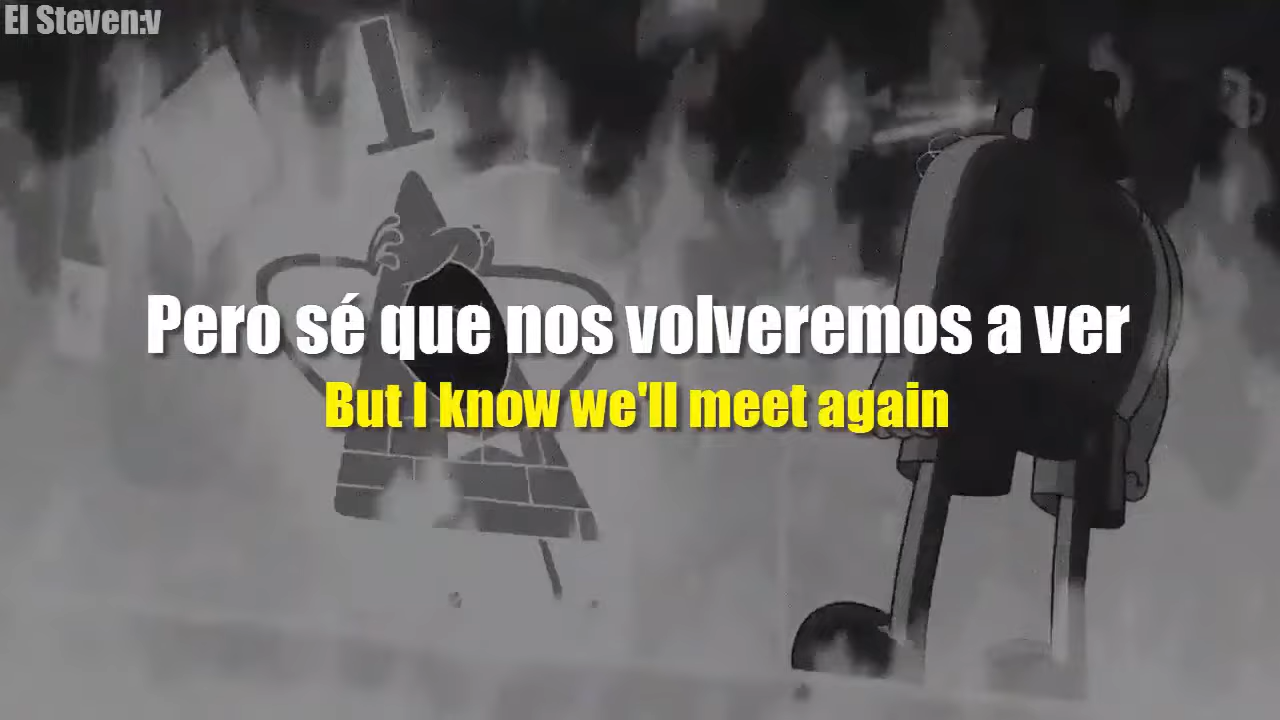 El Steven:v
Pero sé que nos volveremos a ver
But I know we'll meet again